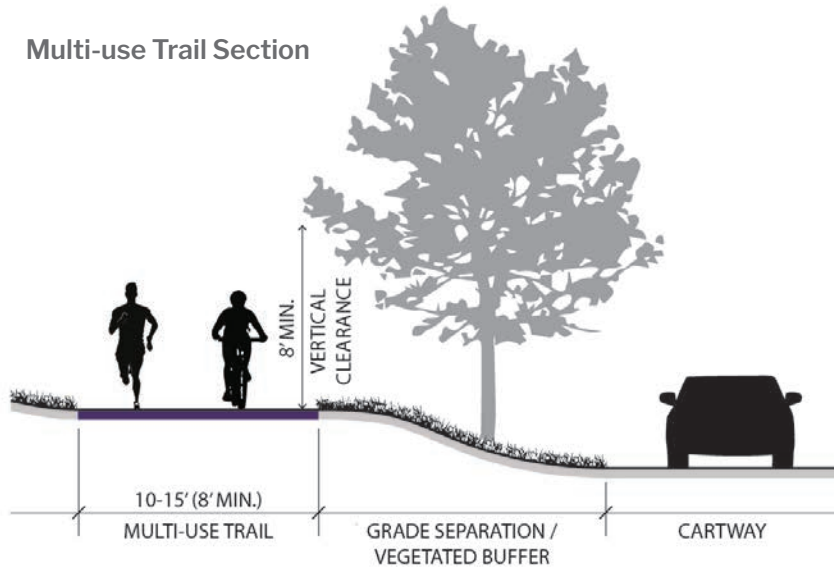 Multi-use Trail Section
8' MIN.
VERTICAL
CLEARANCE
10-15' (8' MIN.)
MULTI-USE TRAIL
GRADE SEPARATION /
VEGETATED BUFFER
CARTWAY